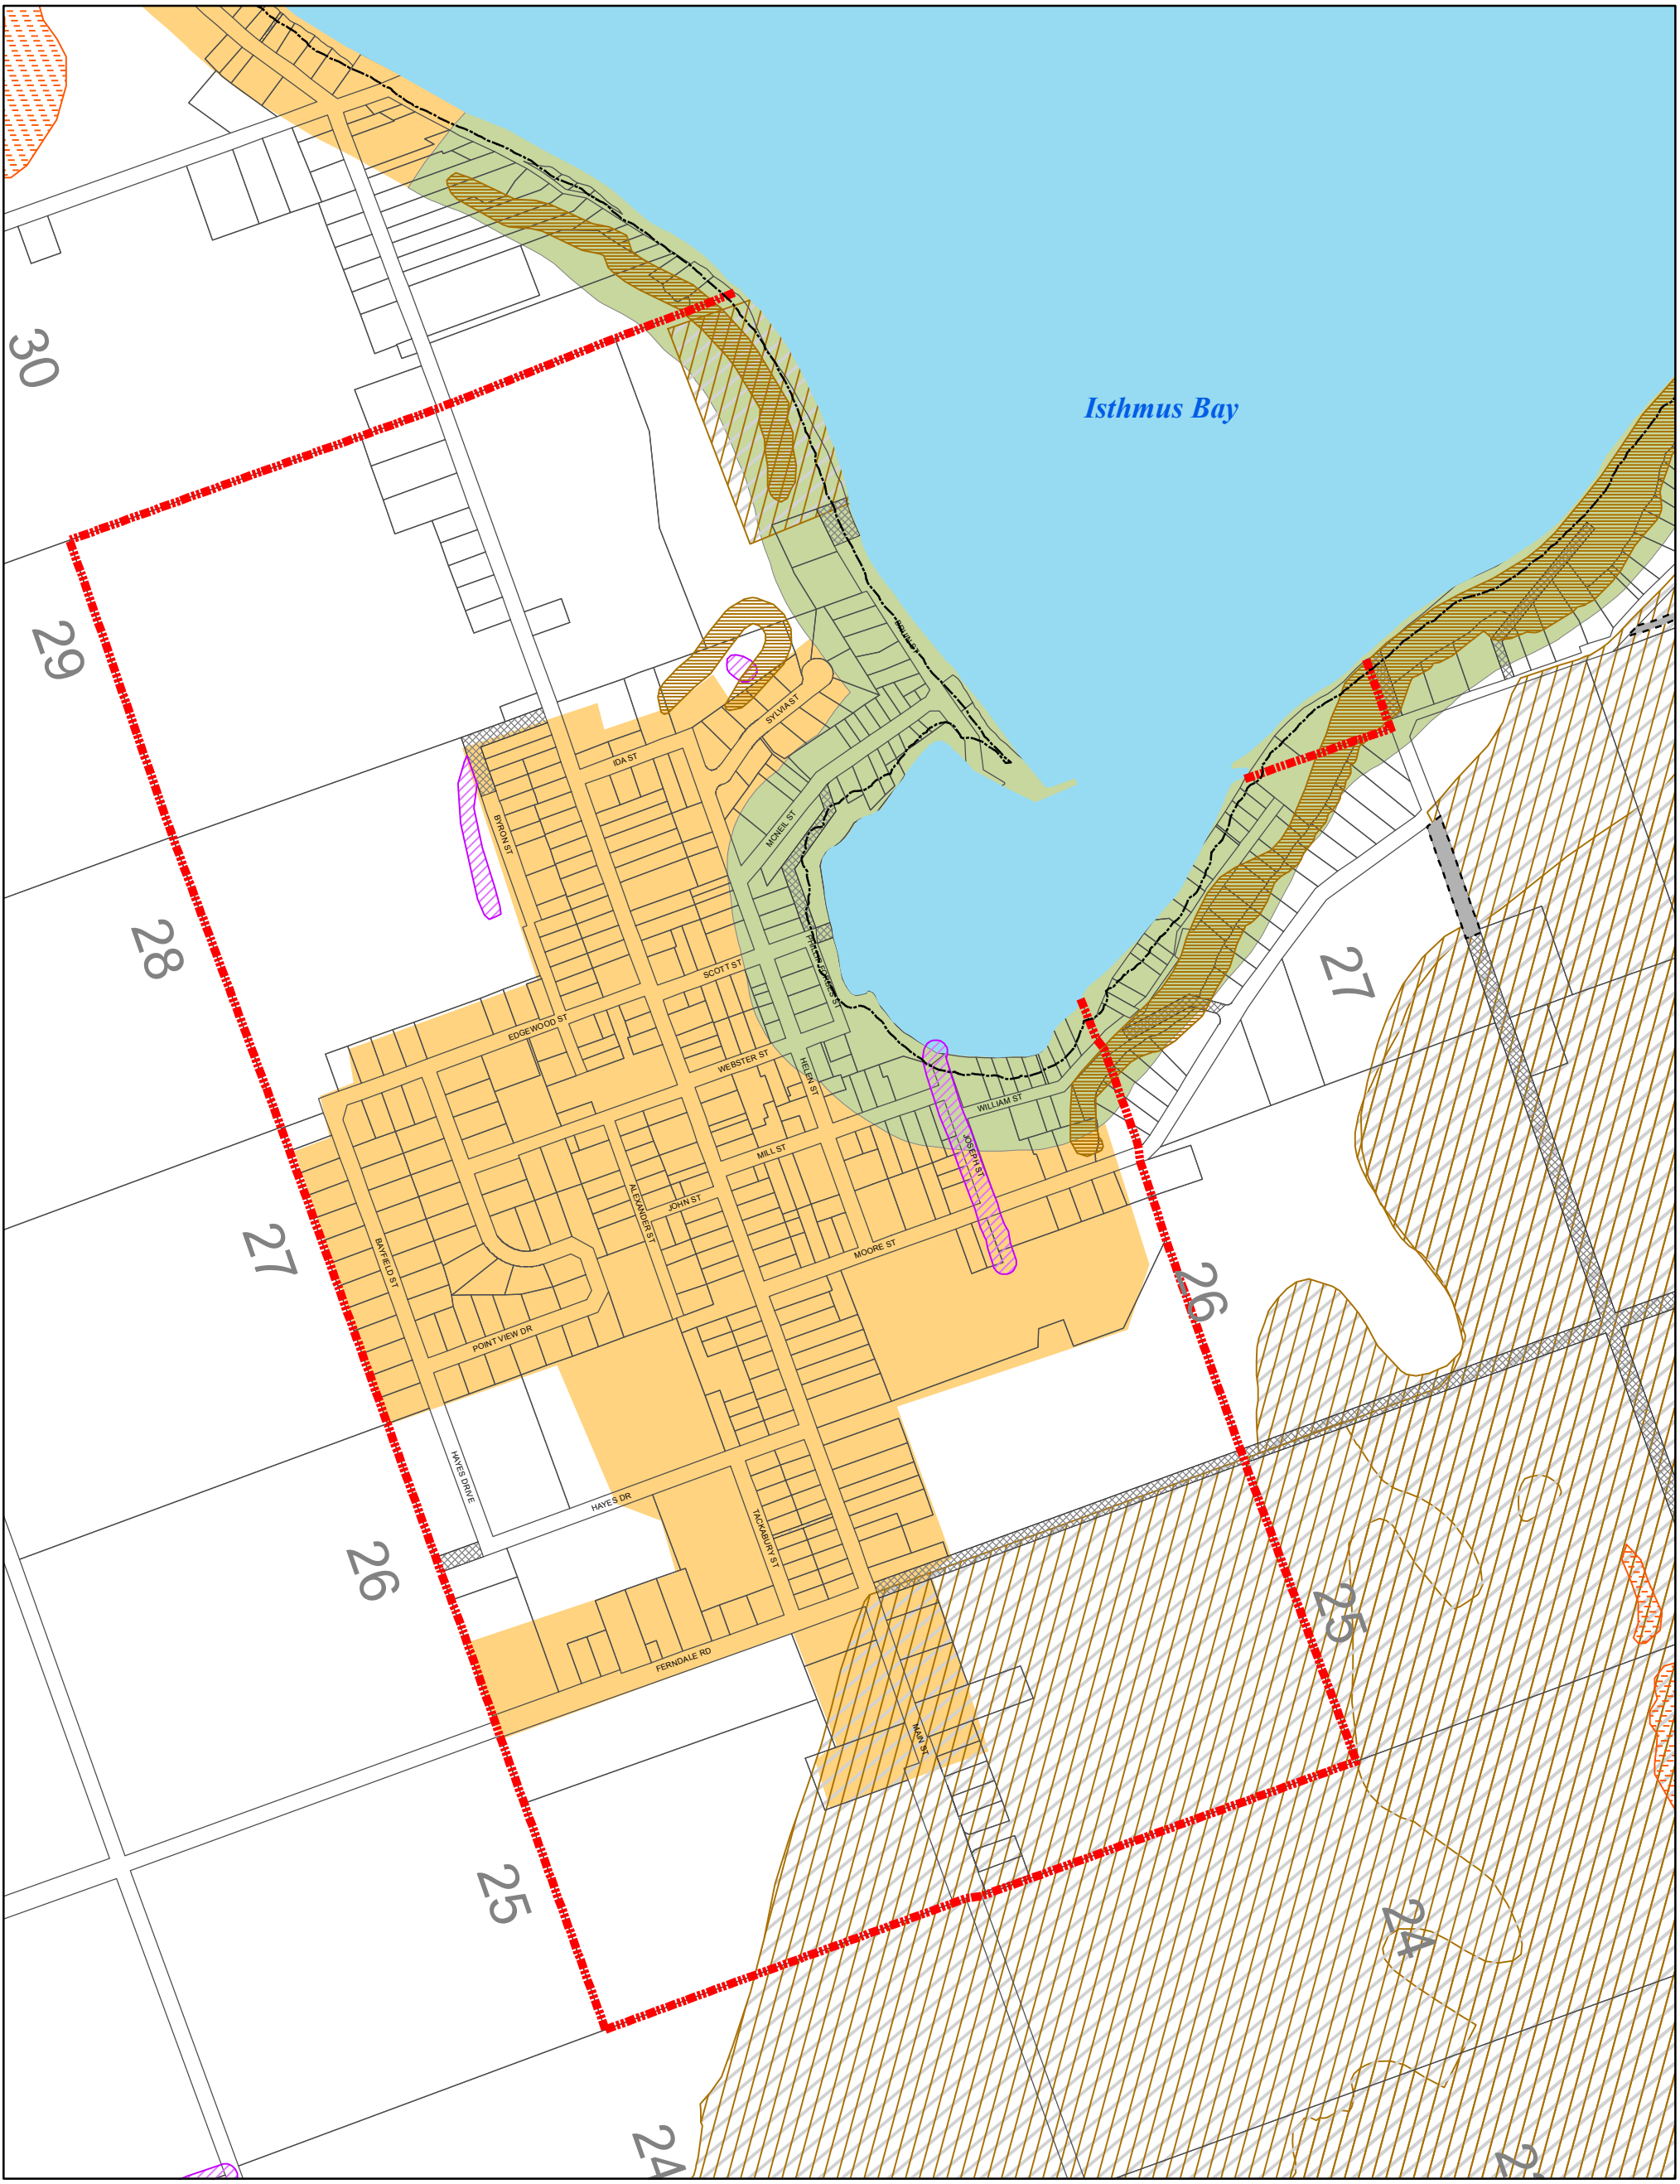 30
Isthmus Bay
29
BRUIN ST
SYLVIA ST
IDA ST
BYRON ST
MCNEIL ST
28
SCOTT ST
27
EDGEWOOD ST
WEBSTER ST
HELEN ST
WILLIAM ST
MILL ST
JOSEPH ST
ALEXANDER ST
JOHN ST
27
BAYFIELD ST
MOORE ST
26
POINT VIEW DR
HAYES DRIVE
HAYES DR
TACKABURY ST
26
25
FERNDALE RD
MAIN ST
25
24
24